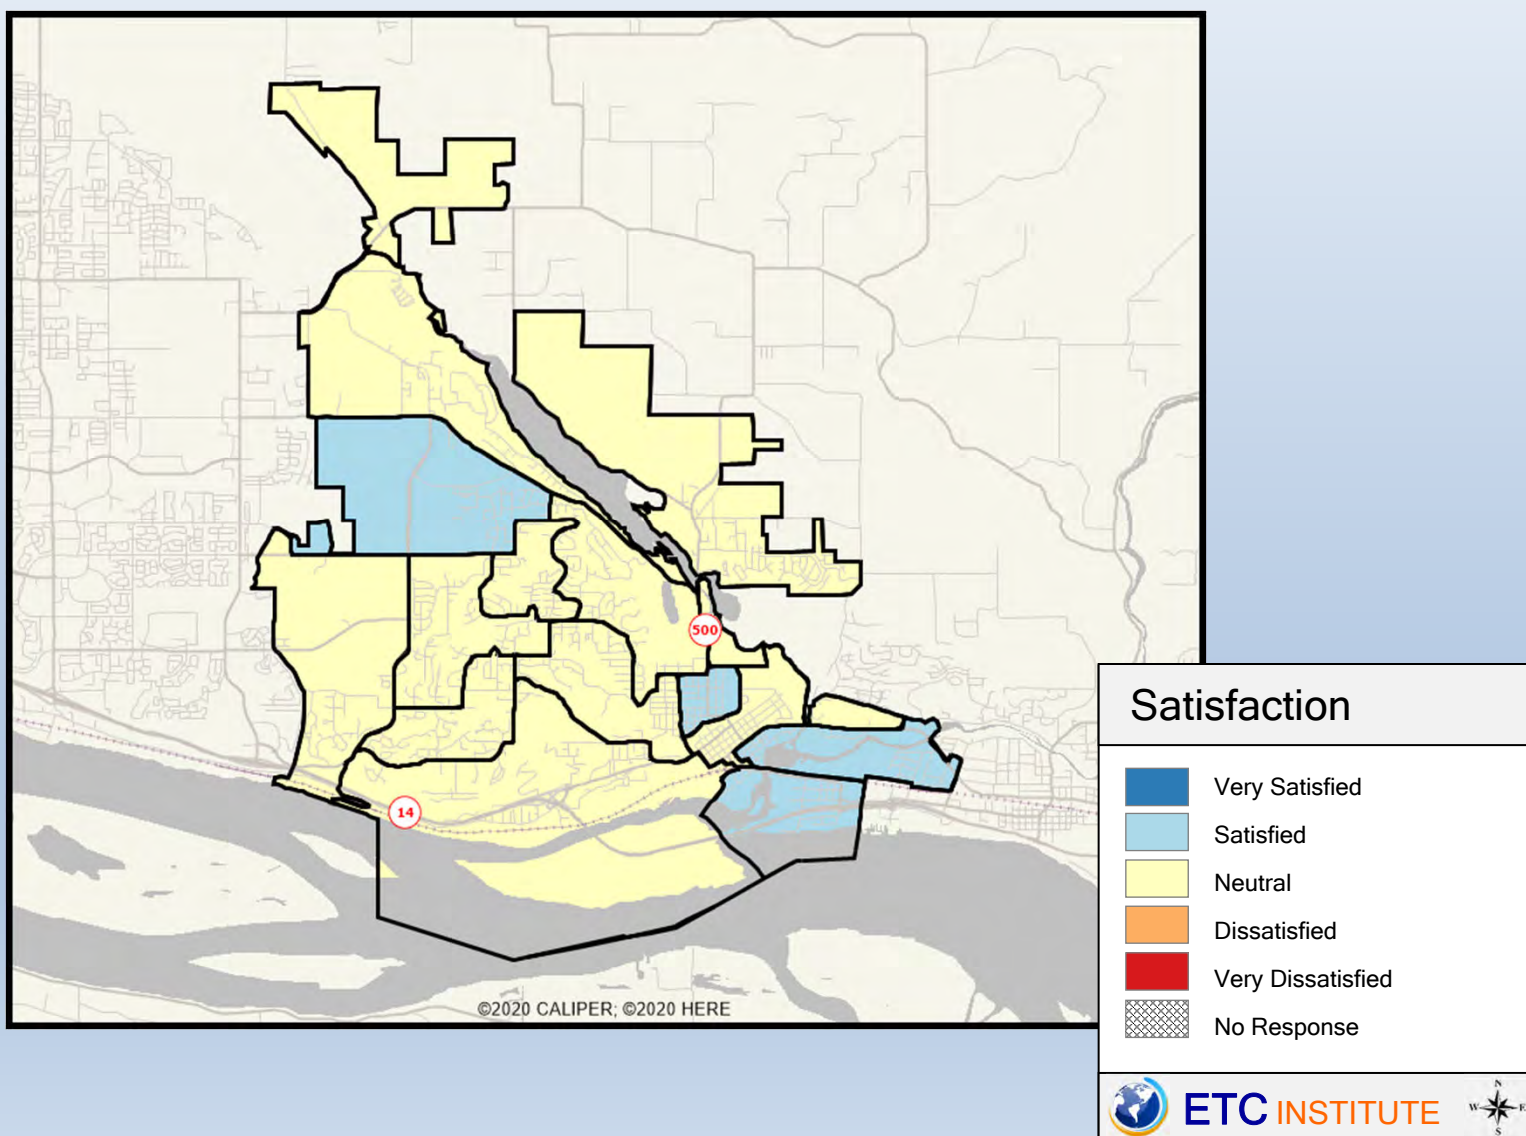 500
14
©2020 CALIPER; ©2020 HERE
Satisfaction
Very Satisfied
Satisfied
Neutral
Dissatisfied
Very Dissatisfied
No Response
ETC INSTITUTE
N
W E
S